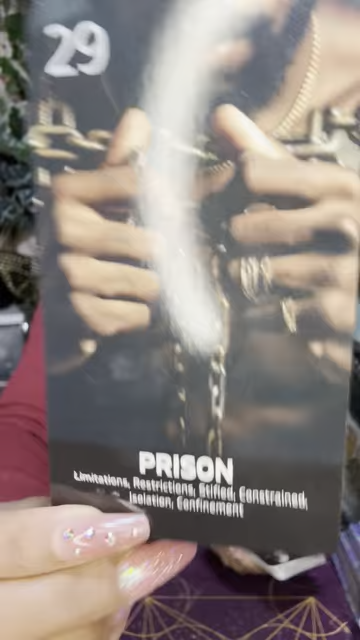 29
PRISON
Limitations, Restrictions, Stifled, Constrained,
Isolation, Confinement